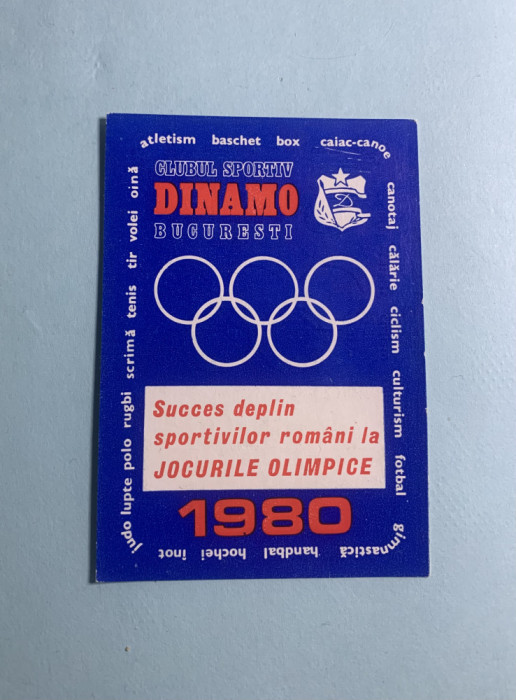 atletism baschet box caiac-canoe
canotaj călărie ciclism culturism fotbal
gimnastică handbal hochei înot
judo lupte polo rugbi scrimă tenis tir volei oină
CLUBUL SPORTIV
DINAMO
BUCUREȘTI
D
Succes deplin
sportivilor români la
JOCURILE OLIMPICE
1980